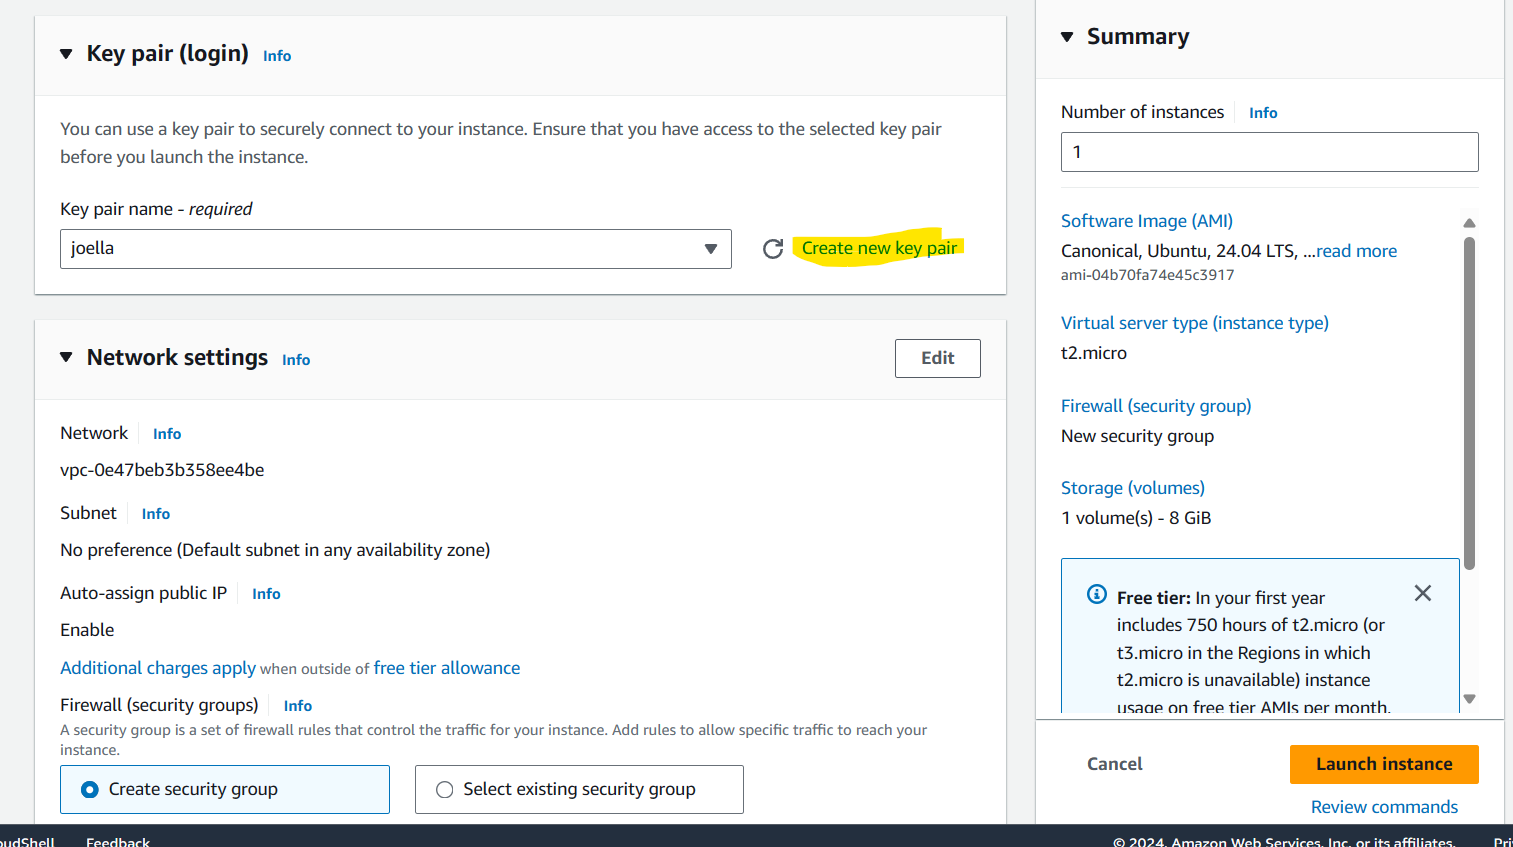 Key pair (login) Info
You can use a key pair to securely connect to your instance. Ensure that you have access to the selected key pair
before you launch the instance.
Key pair name - required
joella
Create new key pair
Network settings Info
Edit
Network Info
vpc-0e47beb3b358ee4be
Subnet Info
No preference (Default subnet in any availability zone)
Auto-assign public IP Info
Enable
Additional charges apply when outside of free tier allowance
Firewall (security groups) Info
A security group is a set of firewall rules that control the traffic for your instance. Add rules to allow specific traffic to reach your
instance.
Create security group
Select existing security group
Summary
Number of instances Info
1
Software Image (AMI)
Canonical, Ubuntu, 24.04 LTS, ...read more
ami-04b70fa74e45c3917
Virtual server type (instance type)
t2.micro
Firewall (security group)
New security group
Storage (volumes)
1 volume(s) - 8 GiB
Free tier: In your first year
includes 750 hours of t2.micro (or
t3.micro in the Regions in which
t2.micro is unavailable) instance
usage on free tier AMIs per month,
Cancel
Launch instance
Review commands
oudShell Feedback
© 2024, Amazon Web Services, Inc. or its affiliates. Pri